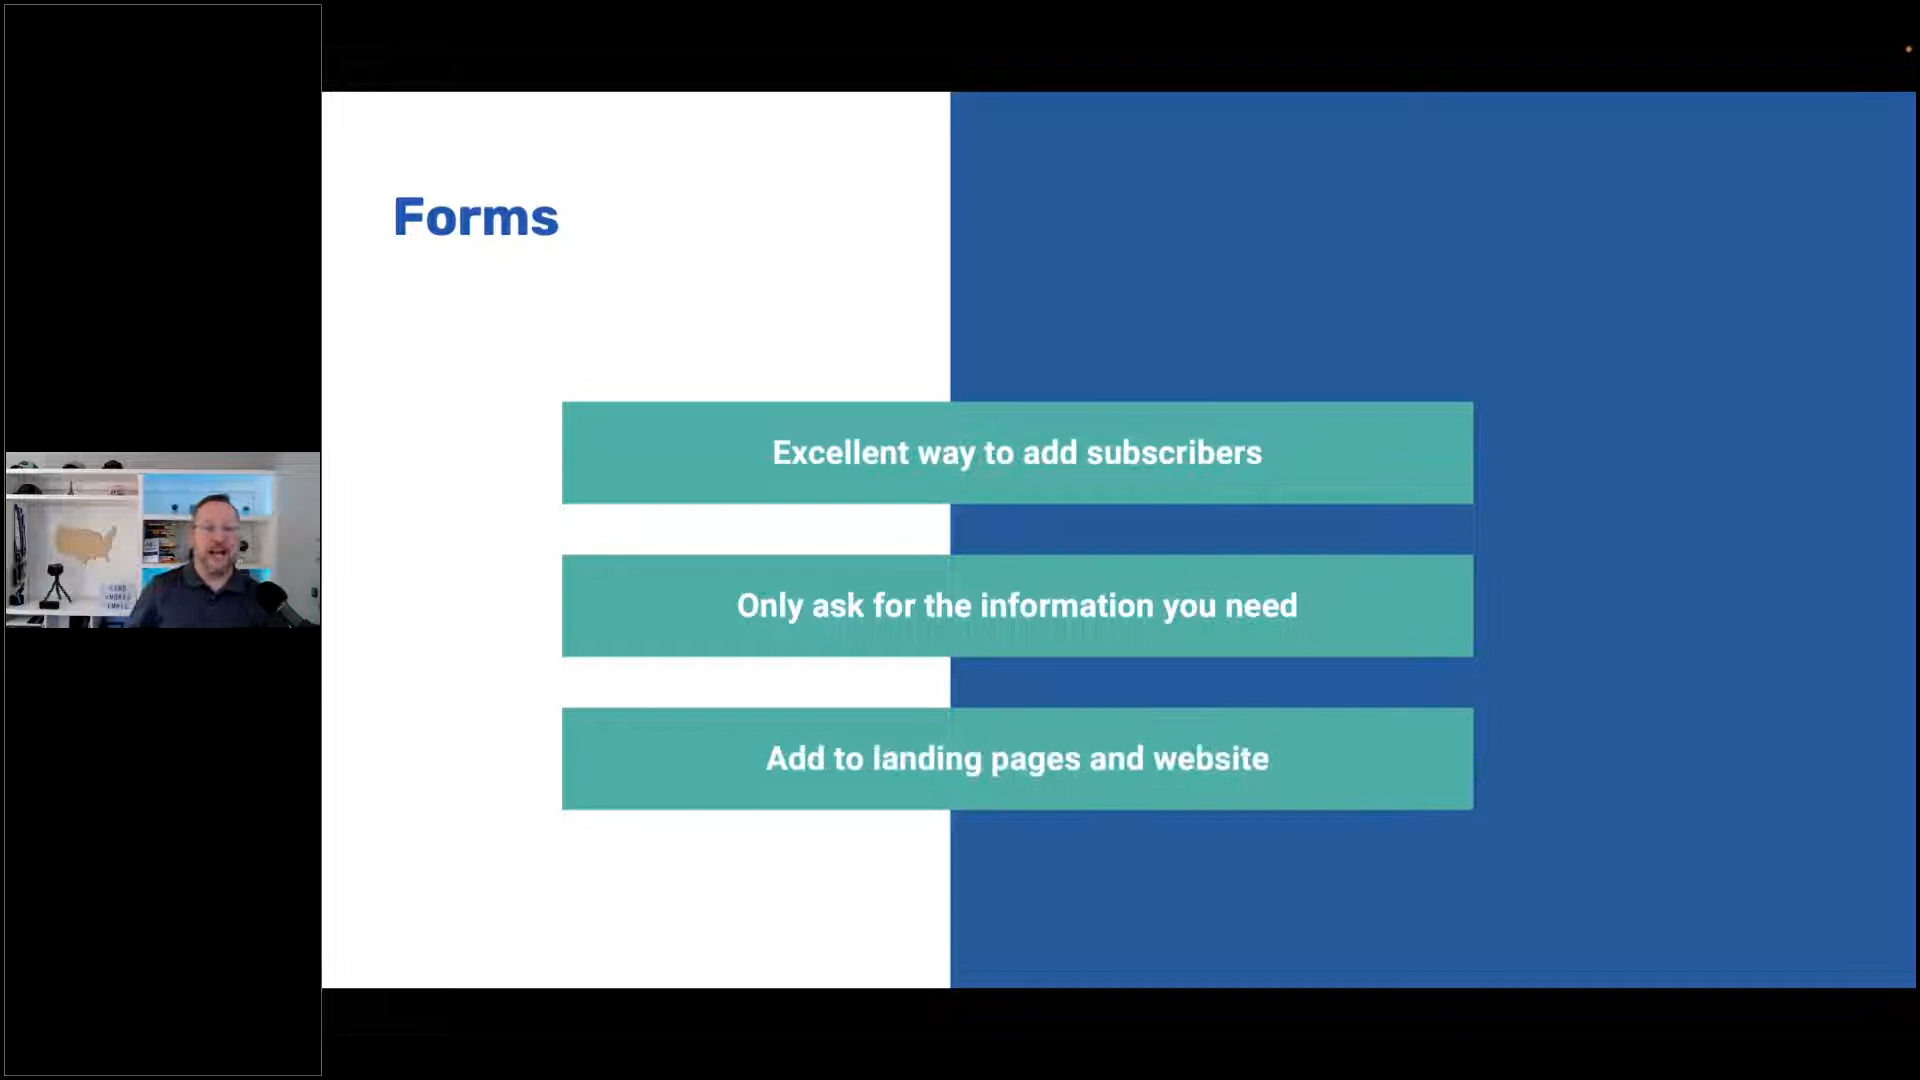 Forms
Excellent way to add subscribers
Only ask for the information you need
Add to landing pages and website